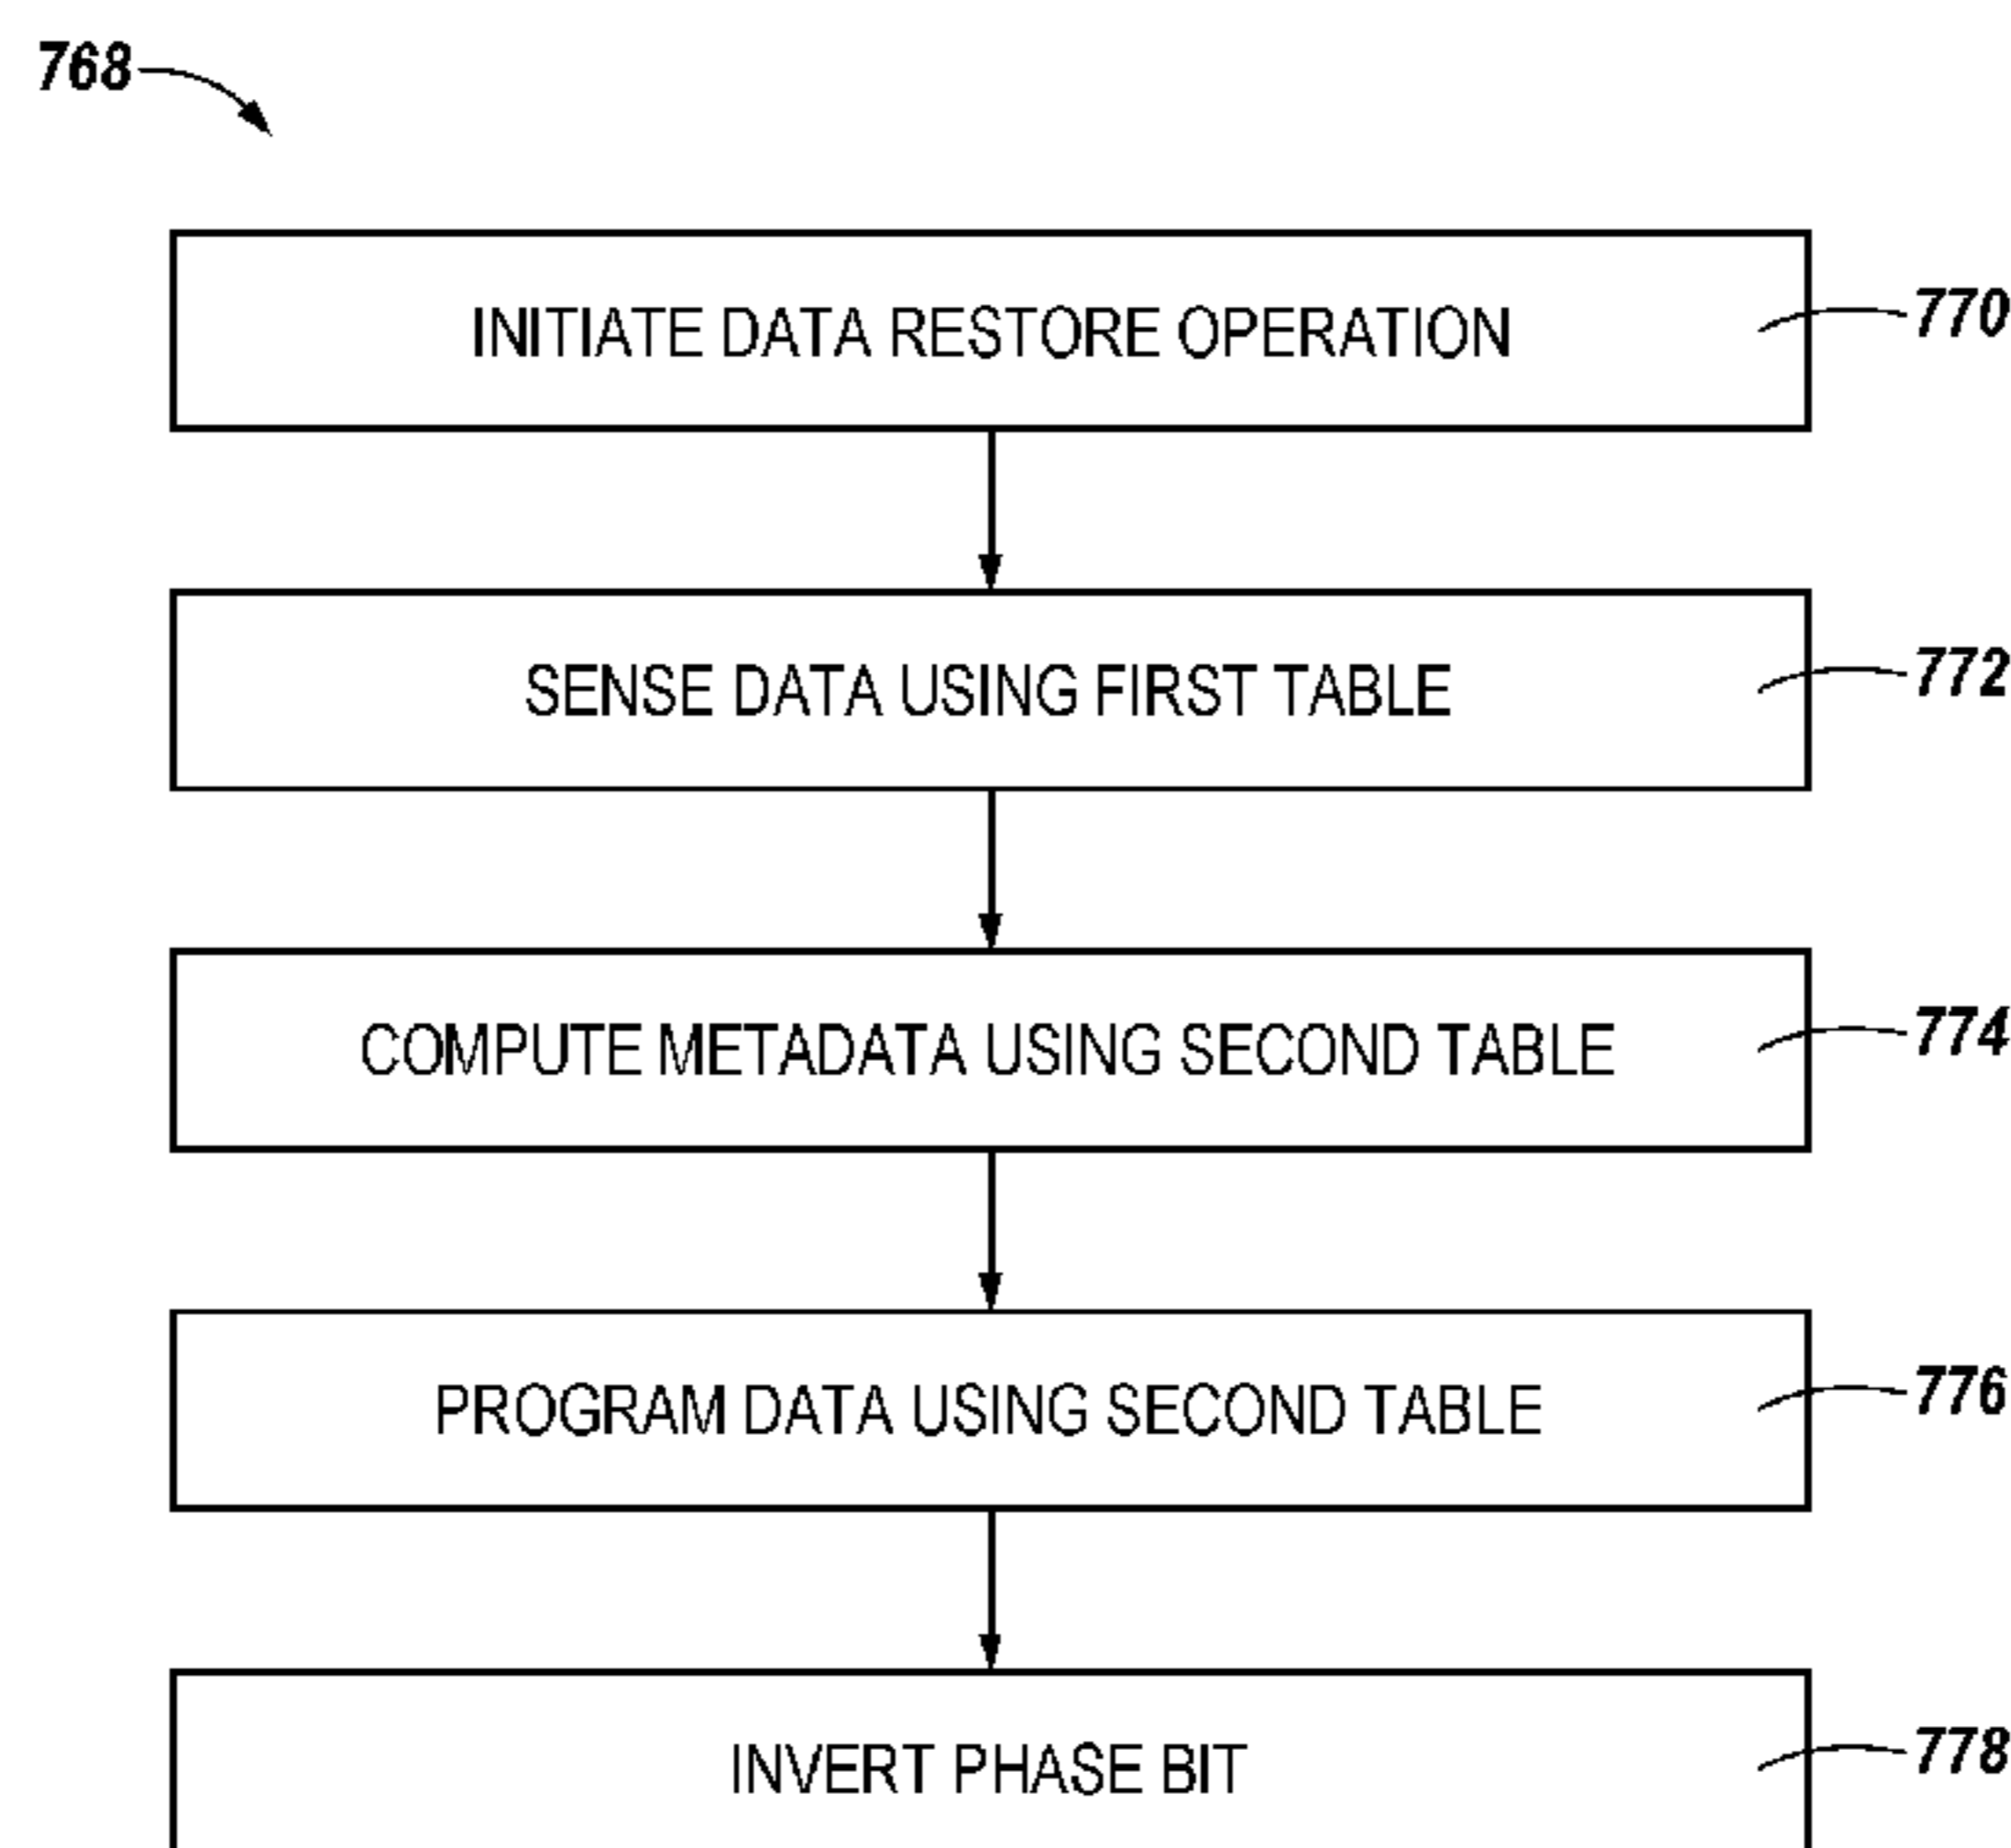 768
INITIATE DATA RESTORE OPERATION 770
SENSE DATA USING FIRST TABLE 772
COMPUTE METADATA USING SECOND TABLE 774
PROGRAM DATA USING SECOND TABLE 776
INVERT PHASE BIT 778